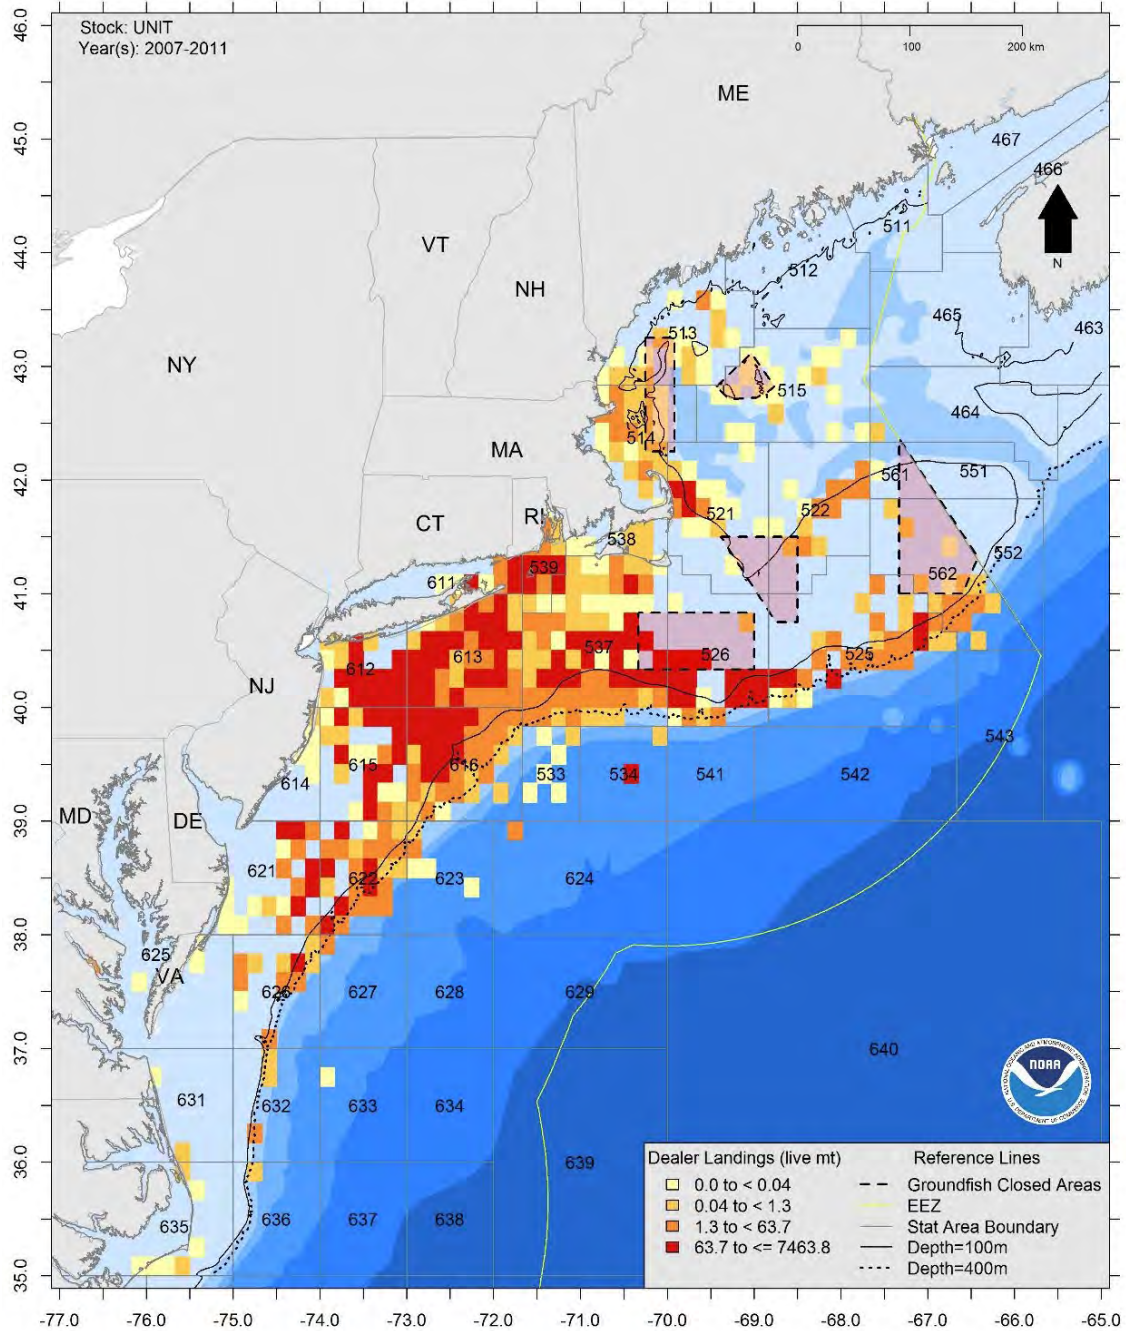 Stock: UNIT
Year(s): 2007-2011
0 100 200 km
46.0
45.0
44.0
43.0
42.0
41.0
40.0
39.0
38.0
37.0
36.0
35.0
ME
467
466
511
VT
512
N
NH
465
463
513
NY
515
464
514
MA
561
551
521
522
CT
RI
538
552
539
611
562
537
613
526
525
612
NJ
543
615
616
533
534
541
542
614
MD
DE
621
622
623
624
625
VA
626
627
628
629
640
NOAA
NATIONAL OCEANIC AND ATMOSPHERIC ADMINISTRATION
U.S. DEPARTMENT OF COMMERCE
631
632
633
634
639
635
636
637
638
Dealer Landings (live mt)
0.0 to < 0.04
0.04 to < 1.3
1.3 to < 63.7
63.7 to <= 7463.8
Reference Lines
Groundfish Closed Areas
EEZ
Stat Area Boundary
Depth=100m
Depth=400m
-77.0 -76.0 -75.0 -74.0 -73.0 -72.0 -71.0 -70.0 -69.0 -68.0 -67.0 -66.0 -65.0